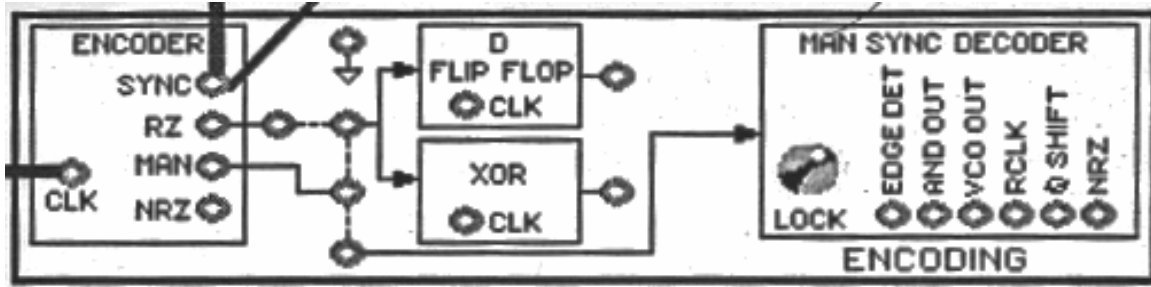 ENCODER
SYNC
RZ
MAN
CLK
NRZ
D
FLIP FLOP
CLK
XOR
CLK
MAN SYNC DECODER
LOCK
EDGE DET
AND OUT
VCO OUT
RCLK
Q SHIFT
NRZ
ENCODING